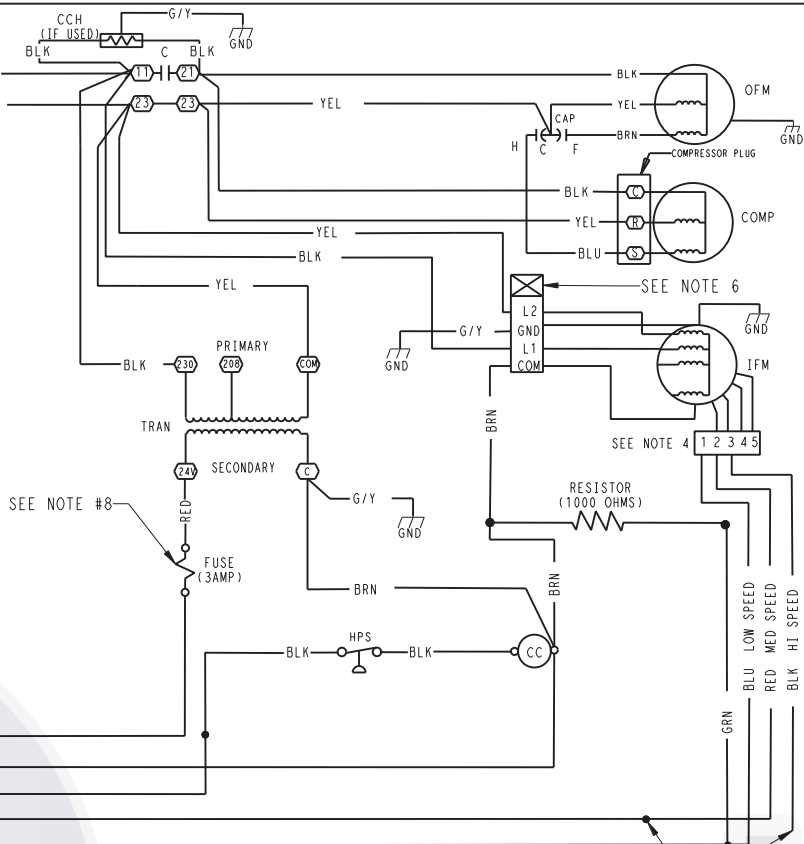 CCH
(IF USED)
G/Y
GND
BLK
C
BLK
11
21
23
23
YEL
BLK
YEL
BRN
OFM
GND
CAP
H
C
F
COMPRESSOR PLUG
BLK
C
YEL
R
BLU
S
COMP
YEL
BLK
YEL
SEE NOTE 6
L2
GND
L1
COM
G/Y
GND
GND
IFM
PRIMARY
BLK
230
208
COM
TRAN
24V
SECONDARY
C
SEE NOTE 4
1 2 3 4 5
BRN
SEE NOTE #8
RED
G/Y
GND
RESISTOR
(1000 OHMS)
FUSE
(3AMP)
BRN
BRN
HPS
BLK
BLK
CC
GRN
BLU LOW SPEED
RED MED SPEED
BLK HI SPEED